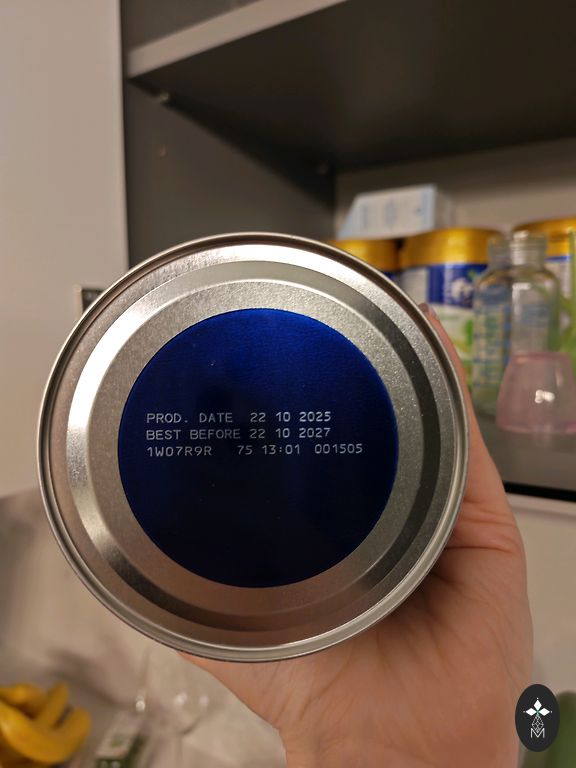 PROD. DATE 22 10 2025
BEST BEFORE 22 10 2027
1W07R9R 75 13:01 001505
M